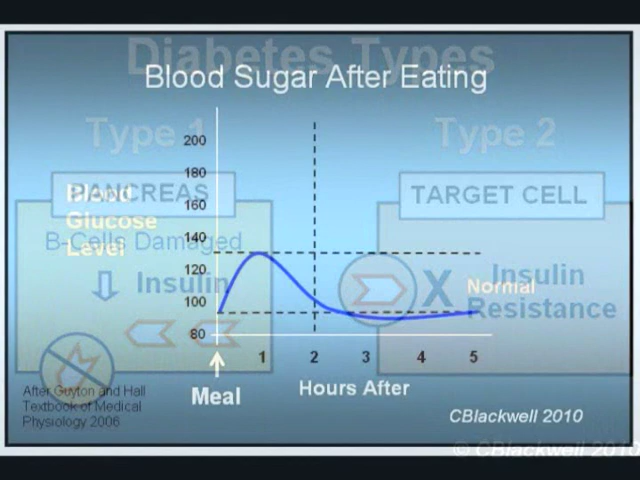 Diabetes Types
Blood Sugar After Eating
Type 1
Type 2
200
180
160
140
120
100
80
PANCREAS
Blood
Glucose
Level
TARGET CELL
B-Cells Damaged
Insulin
X
Insulin
Resistance
Normal
1 2 3 4 5
Meal
Hours After
After Guyton and Hall
Textbook of Medical
Physiology 2006
CBlackwell 2010
© CBlackwell 2010